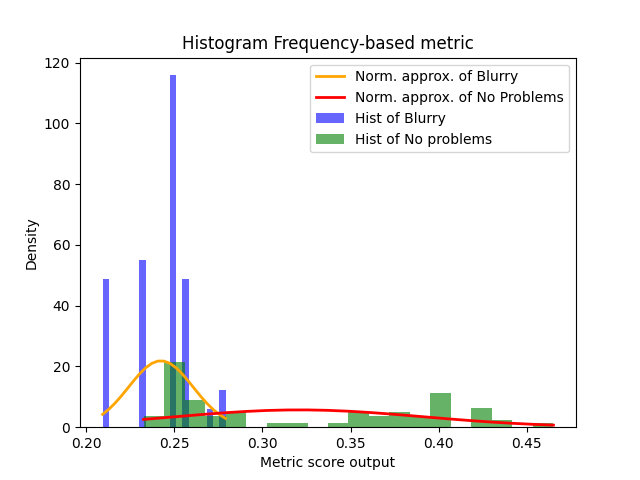 Histogram Frequency-based metric
Norm. approx. of Blurry
Norm. approx. of No Problems
Hist of Blurry
Hist of No problems
Density
120
100
80
60
40
20
0
0.20 0.25 0.30 0.35 0.40 0.45
Metric score output